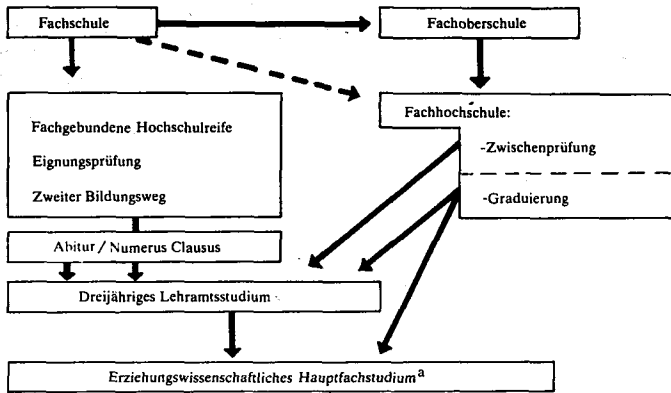 Fachschule
Fachoberschule
Fachgebundene Hochschulreife
Eignungsprüfung
Zweiter Bildungsweg
Fachhochschule:
-Zwischenprüfung
-Graduierung
Abitur / Numerus Clausus
Dreijähriges Lehramtsstudium
Erziehungswissenschaftliches Hauptfachstudium a